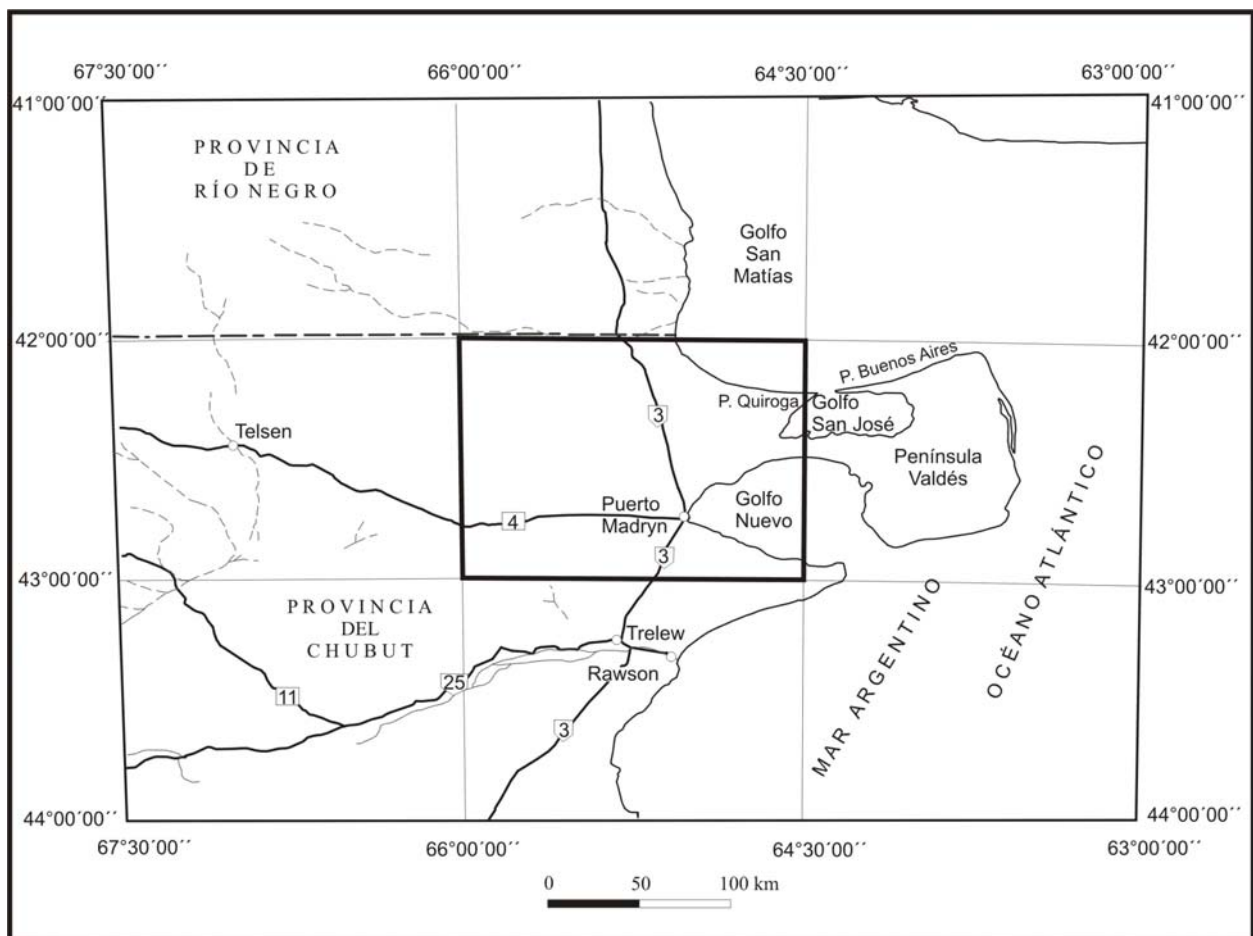 67°30´00´´
66°00´00´´
64°30´00´´
63°00´00´´
41°00´00´´
41°00´00´´
PROVINCIA
DE
RÍO NEGRO
Golfo
San
Matías
42°00´00´´
42°00´00´´
P. Buenos Aires
P. Quiroga
Golfo
San José
3
Telsen
Península
Valdés
Puerto
Madryn
Golfo
Nuevo
4
3
43°00´00´´
43°00´00´´
PROVINCIA
DEL
CHUBUT
Trelew
Rawson
25
11
3
MAR ARGENTINO
OCÉANO ATLÁNTICO
44°00´00´´
44°00´00´´
67°30´00´´
66°00´00´´
64°30´00´´
63°00´00´´
0 50 100 km